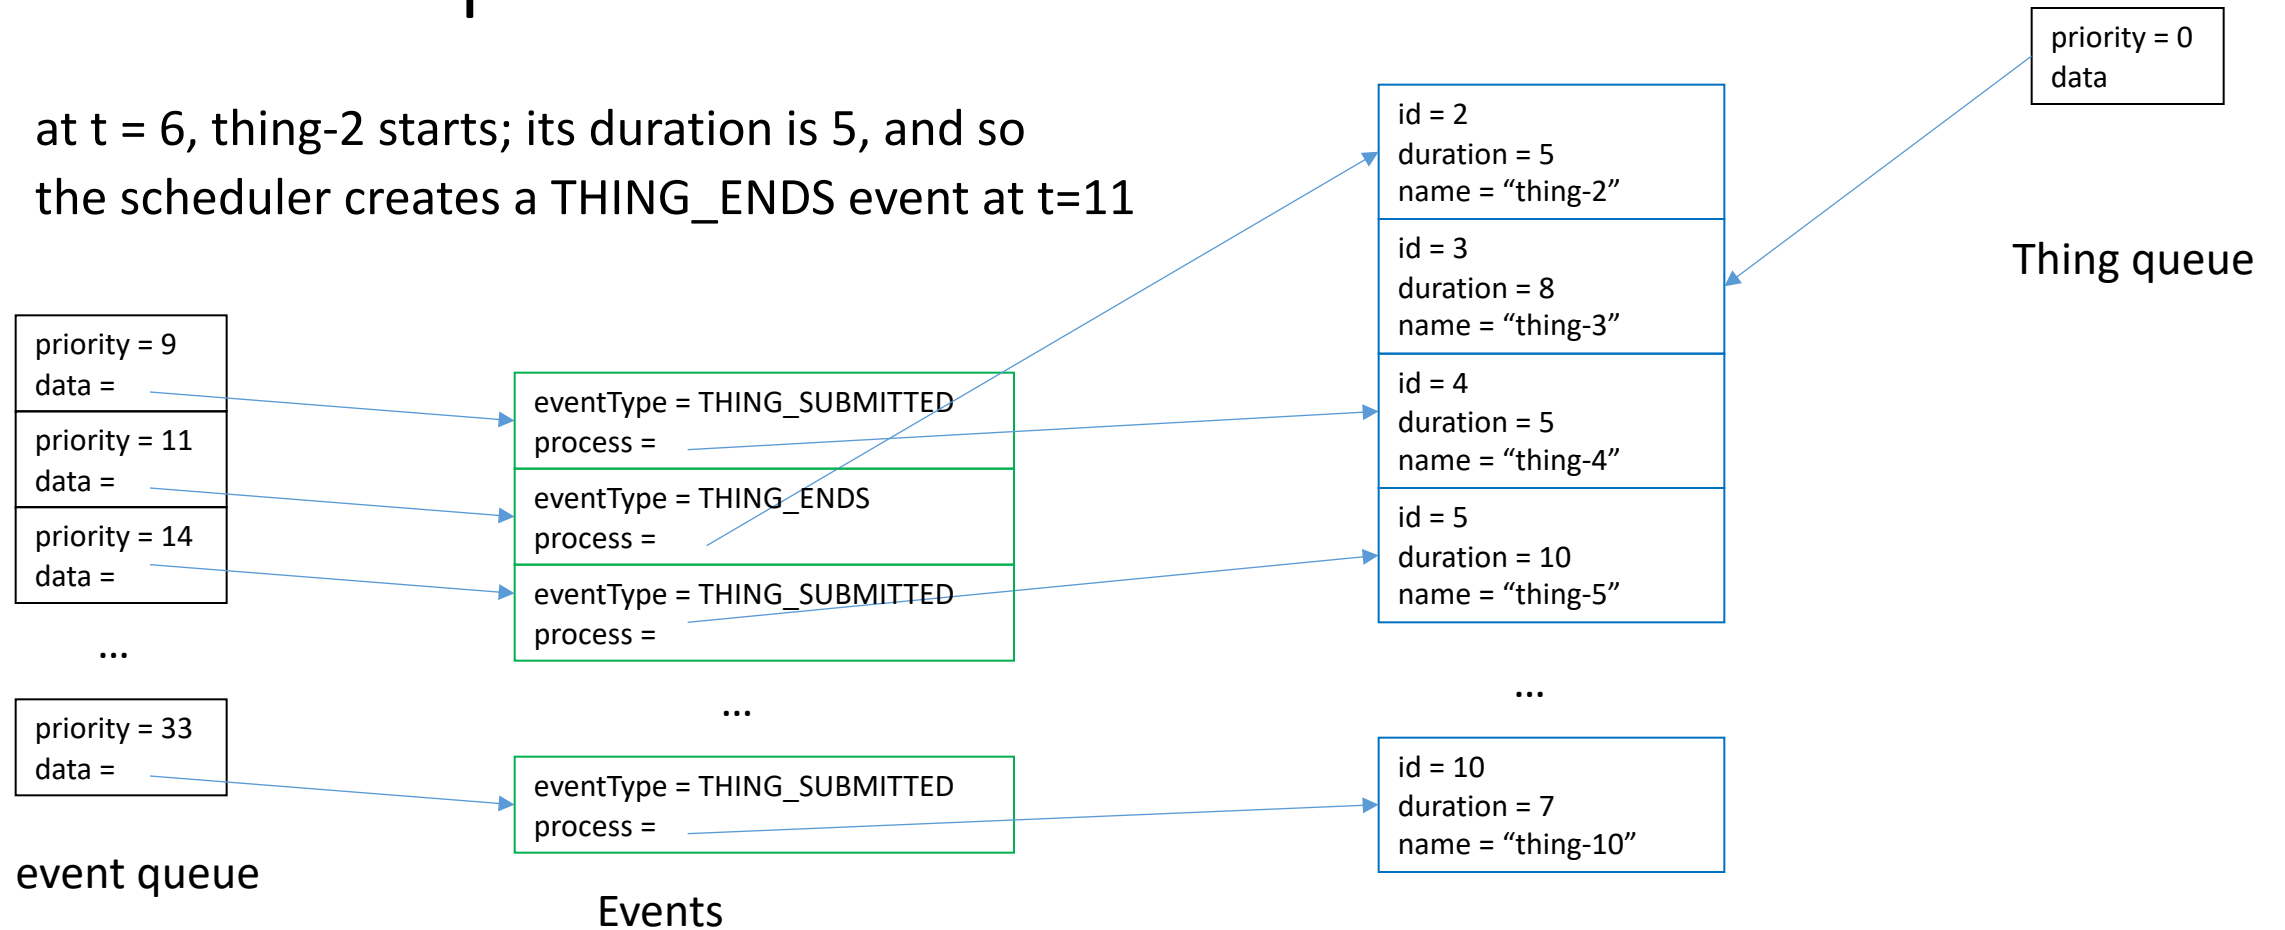 at t = 6, thing-2 starts; its duration is 5, and so
the scheduler creates a THING_ENDS event at t=11
priority = 9
data =
priority = 11
data =
priority = 14
data =
...
priority = 33
data =
event queue
eventType = THING_SUBMITTED
process =
eventType = THING_ENDS
process =
eventType = THING_SUBMITTED
process =
...
eventType = THING_SUBMITTED
process =
Events
id = 2
duration = 5
name = “thing-2”
id = 3
duration = 8
name = “thing-3”
id = 4
duration = 5
name = “thing-4”
id = 5
duration = 10
name = “thing-5”
...
id = 10
duration = 7
name = “thing-10”
priority = 0
data
Thing queue